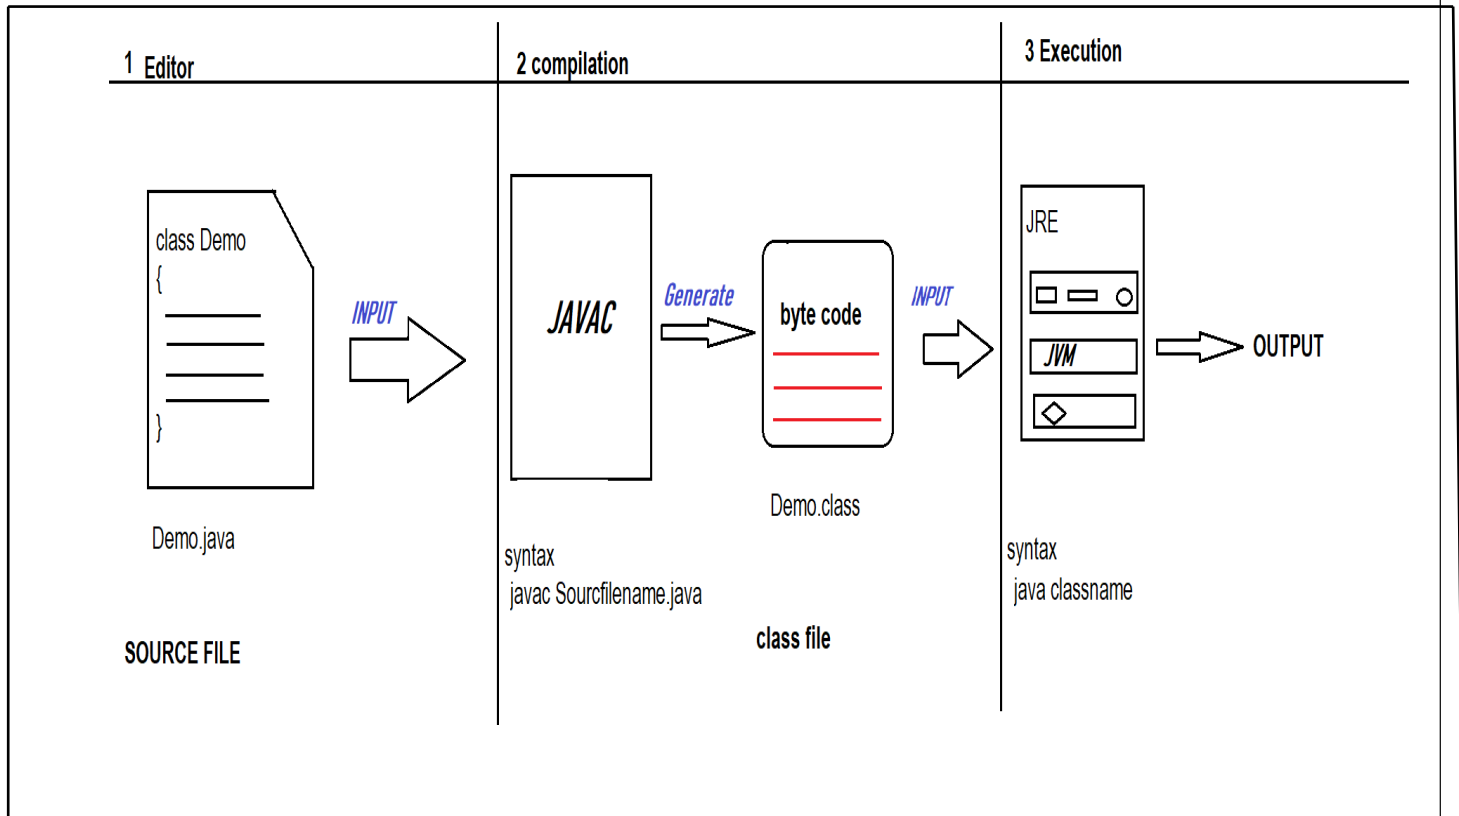 1 Editor
2 compilation
3 Execution
class Demo
{
}
Demo.java
SOURCE FILE
INPUT
JAVAC
syntax
javac Sourcfilename.java
Generate
byte code
Demo.class
class file
INPUT
JRE
JVM
syntax
java classname
OUTPUT